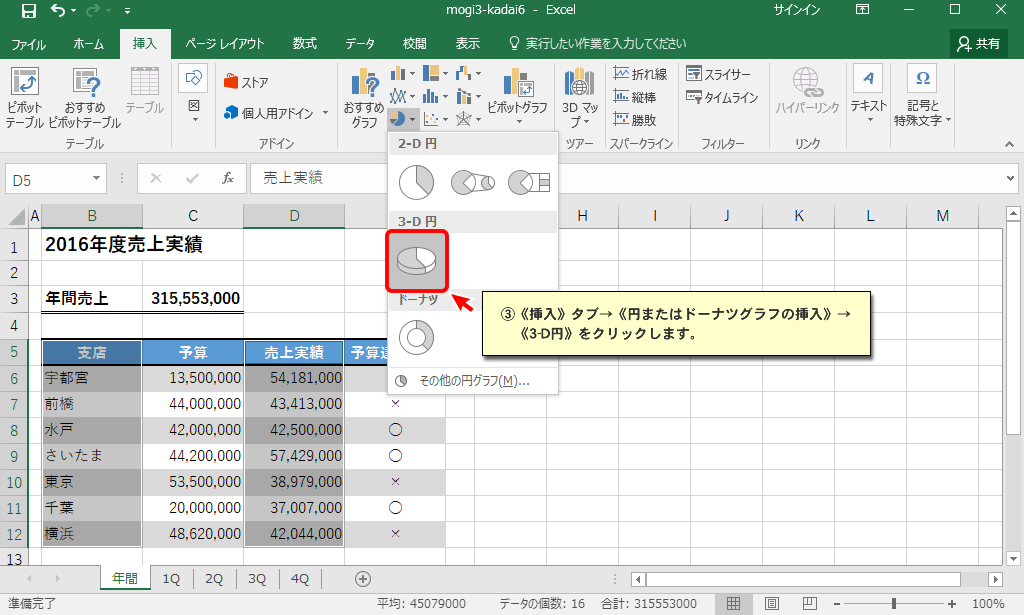 mogi3-kadai6 - Excel
サインイン
ファイル ホーム 挿入 ページ レイアウト 数式 データ 校閲 表示 実行したい作業を入力してください 共有
ピボット
テーブル
おすすめ
ピボットテーブル
テーブル
テーブル
図
ストア
個人用アドイン
アドイン
おすすめ
グラフ
ピボットグラフ
3D マッ
プ
ツアー
折れ線
縦棒
勝敗
スパークライン
スライサー
タイムライン
フィルター
ハイパーリンク
リンク
テキスト
記号と
特殊文字
D5 fx 売上実績
2-D 円
3-D 円
ドーナツ
その他の円グラフ(M)...
③《挿入》タブ→《円またはドーナツグラフの挿入》→
《3-D円》をクリックします。
A B C D H I J K L M
1 2016年度売上実績
2
3 年間売上 315,553,000
4
5 支店 予算 売上実績 予算達
6 宇都宮 13,500,000 54,181,000
7 前橋 44,000,000 43,413,000 ×
8 水戸 42,000,000 42,500,000 ○
9 さいたま 44,200,000 57,429,000 ○
10 東京 53,500,000 38,979,000 ×
11 千葉 20,000,000 37,007,000 ○
12 横浜 48,620,000 42,044,000 ×
13
年間 1Q 2Q 3Q 4Q
準備完了 平均: 45079000 データの個数: 16 合計: 315553000 100%